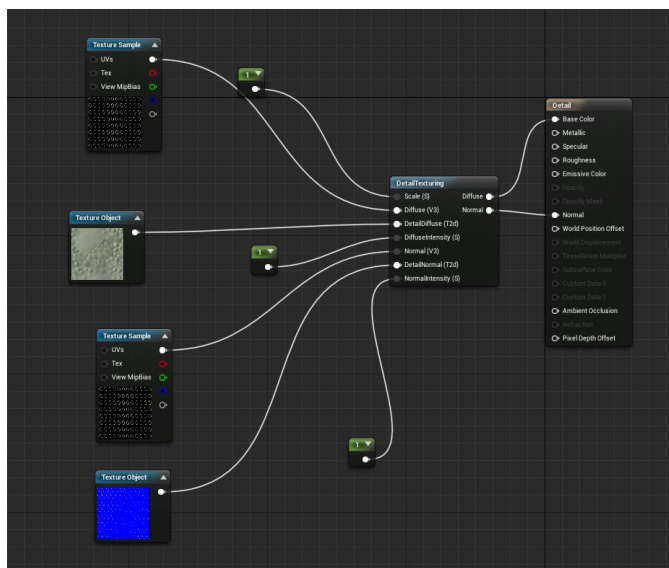 Texture Sample
UVs
Tex
View MipBias
1
Texture Object
1
Texture Sample
UVs
Tex
View MipBias
1
Texture Object
DetailTexturing
Scale (S)
Diffuse
Diffuse (V3)
Normal
DetailDiffuse (T2d)
DiffuseIntensity (S)
Normal (V3)
DetailNormal (T2d)
NormalIntensity (S)
Detail
Base Color
Metallic
Specular
Roughness
Emissive Color
Opacity
Opacity Mask
Normal
World Position Offset
World Displacement
Tessellation Multiplier
Subsurface Color
Custom Data 0
Custom Data 1
Ambient Occlusion
Refraction
Pixel Depth Offset